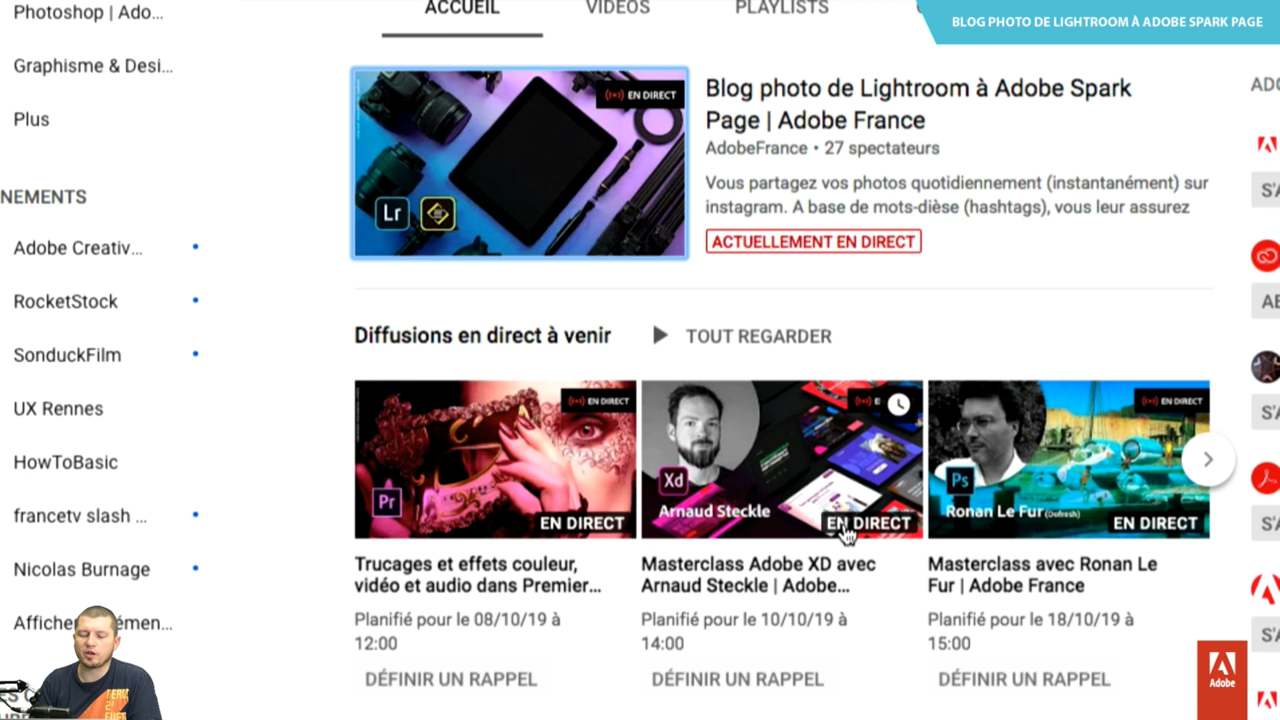 Photoshop | Ado...
Graphisme & Desi...
Plus
NEMENTS
Adobe Creativ...
RocketStock
SonduckFilm
UX Rennes
HowToBasic
francetv slash ...
Nicolas Burnage
ACCUEIL VIDÉOS PLAYLISTS
BLOG PHOTO DE LIGHTROOM À ADOBE SPARK PAGE
EN DIRECT
Lr
Blog photo de Lightroom à Adobe Spark
Page | Adobe France
AdobeFrance • 27 spectateurs
Vous partagez vos photos quotidiennement (instantanément) sur
instagram. A base de mots-dièse (hashtags), vous leur assurez
ACTUELLEMENT EN DIRECT
Diffusions en direct à venir TOUT REGARDER
EN DIRECT
Pr
EN DIRECT
Trucages et effets couleur,
vidéo et audio dans Premier...
Planifié pour le 08/10/19 à
12:00
DÉFINIR UN RAPPEL
Xd
Arnaud Steckle
EN DIRECT
Masterclass Adobe XD avec
Arnaud Steckle | Adobe...
Planifié pour le 10/10/19 à
14:00
DÉFINIR UN RAPPEL
EN DIRECT
Ps
Ronan Le Fur (Dofresh)
EN DIRECT
Masterclass avec Ronan Le
Fur | Adobe France
Planifié pour le 18/10/19 à
15:00
DÉFINIR UN RAPPEL
Adobe